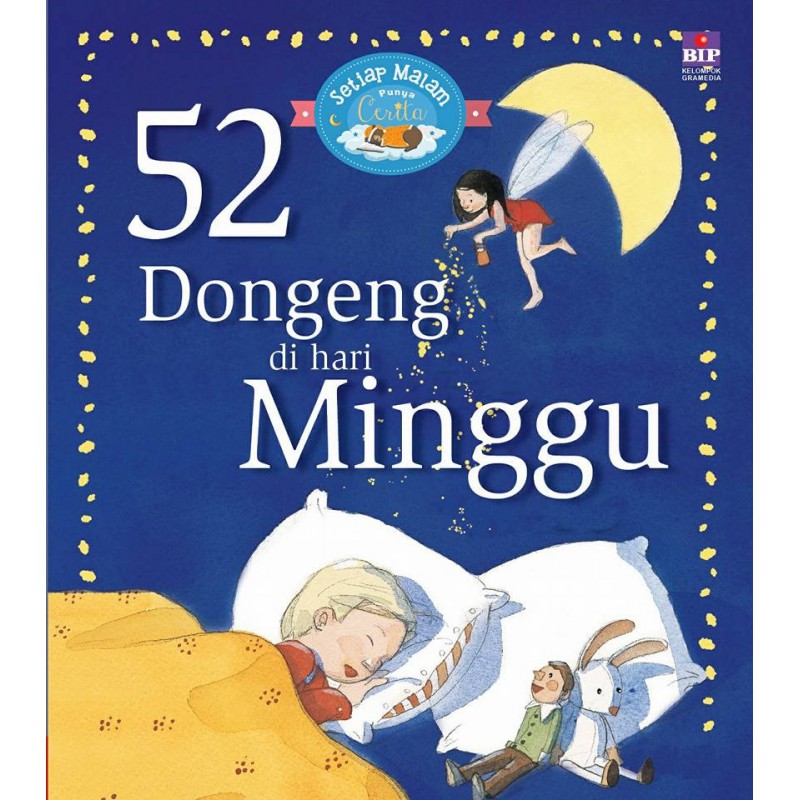 BIP
KELOMPOK
GRAMEDIA
Setiap Malam
Punya
Cerita
52
Dongeng
di hari
Minggu